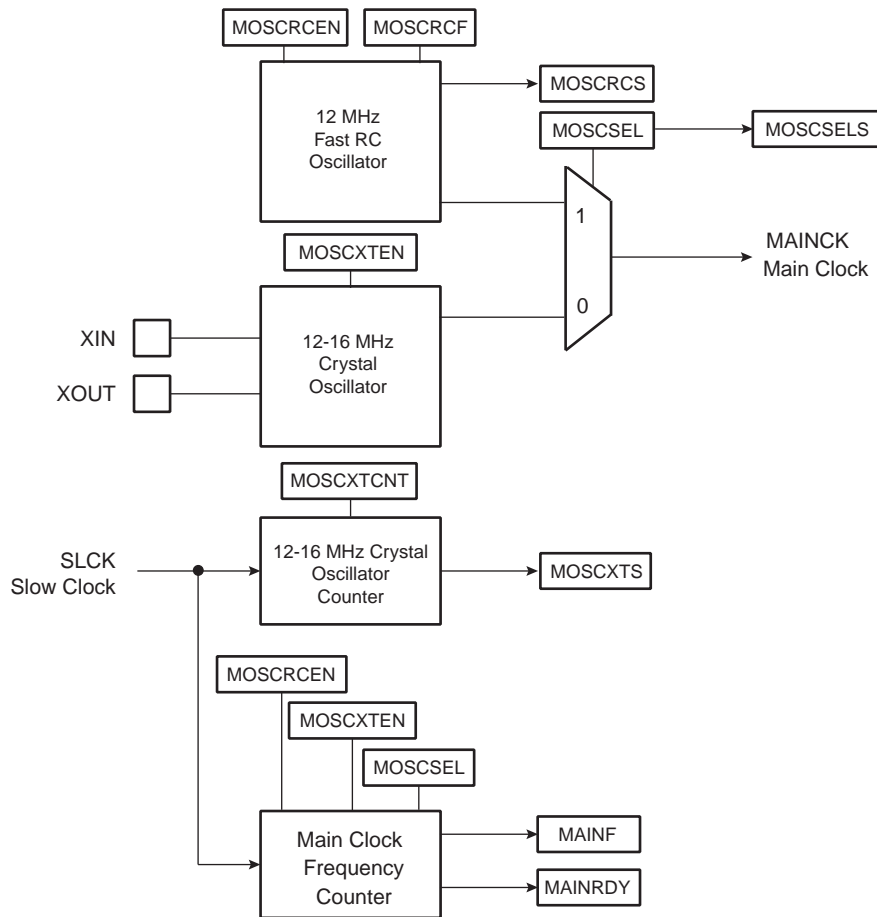 MOSCRCEN
MOSCRCF
12 MHz
Fast RC
Oscillator
MOSCRCS
MOSCSEL
MOSCSELS
1
0
MAINCK
Main Clock
MOSCXTEN
XIN
XOUT
12-16 MHz
Crystal
Oscillator
MOSCXTCNT
SLCK
Slow Clock
12-16 MHz Crystal
Oscillator
Counter
MOSCXTS
MOSCRCEN
MOSCXTEN
MOSCSEL
Main Clock
Frequency
Counter
MAINF
MAINRDY